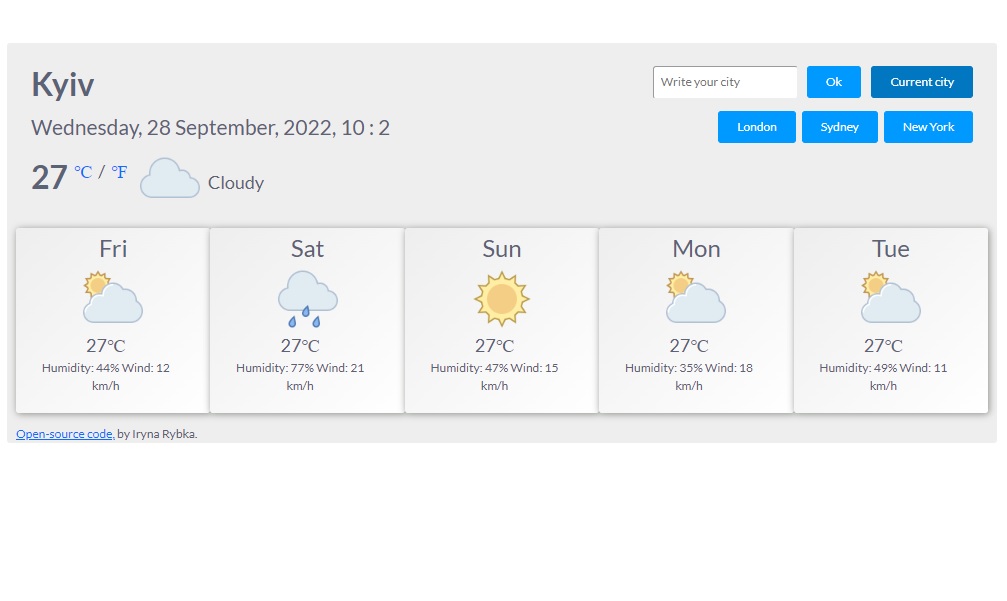 Kyiv
Write your city
Ok
Current city
Wednesday, 28 September, 2022, 10 : 2
London
Sydney
New York
27 °C / °F
Cloudy
Fri
27°C
Humidity: 44% Wind: 12
km/h
Sat
27°C
Humidity: 77% Wind: 21
km/h
Sun
27°C
Humidity: 47% Wind: 15
km/h
Mon
27°C
Humidity: 35% Wind: 18
km/h
Tue
27°C
Humidity: 49% Wind: 11
km/h
Open-source code, by Iryna Rybka.